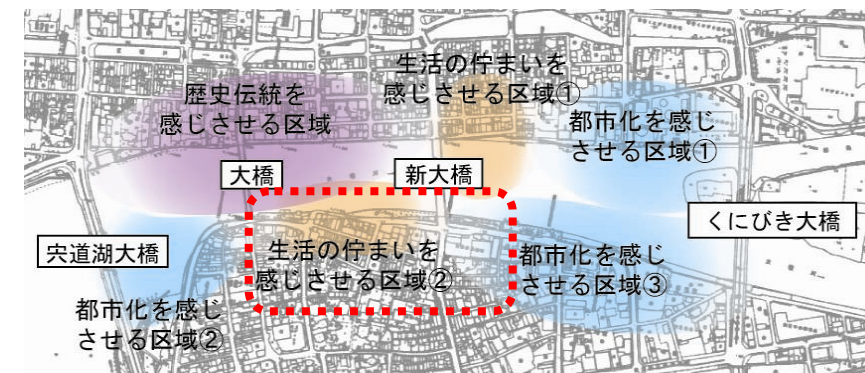 生活の佇まいを
感じさせる区域①
歴史伝統を
感じさせる区域
都市化を感じ
させる区域①
大橋
新大橋
くにびき大橋
宍道湖大橋
生活の佇まいを
感じさせる区域②
都市化を感じ
させる区域③
都市化を感じ
させる区域②